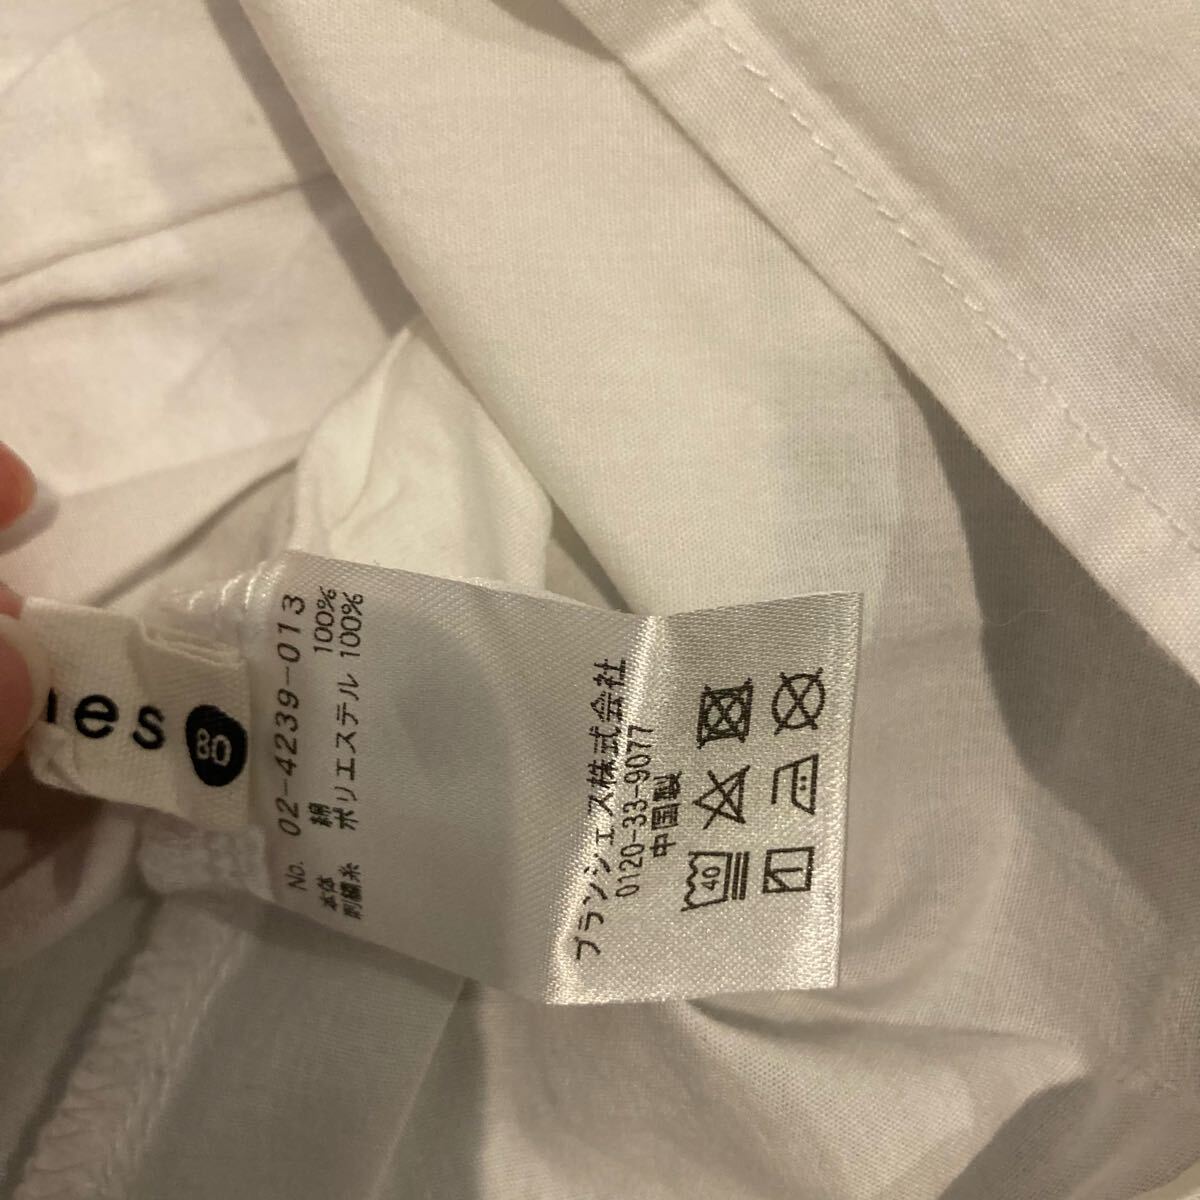 ies
80
No. 02-4239-013
本体 綿 100%
刺繍糸 ポリエステル 100%
ブランシェス株式会社
0120-33-9077
中国製
40